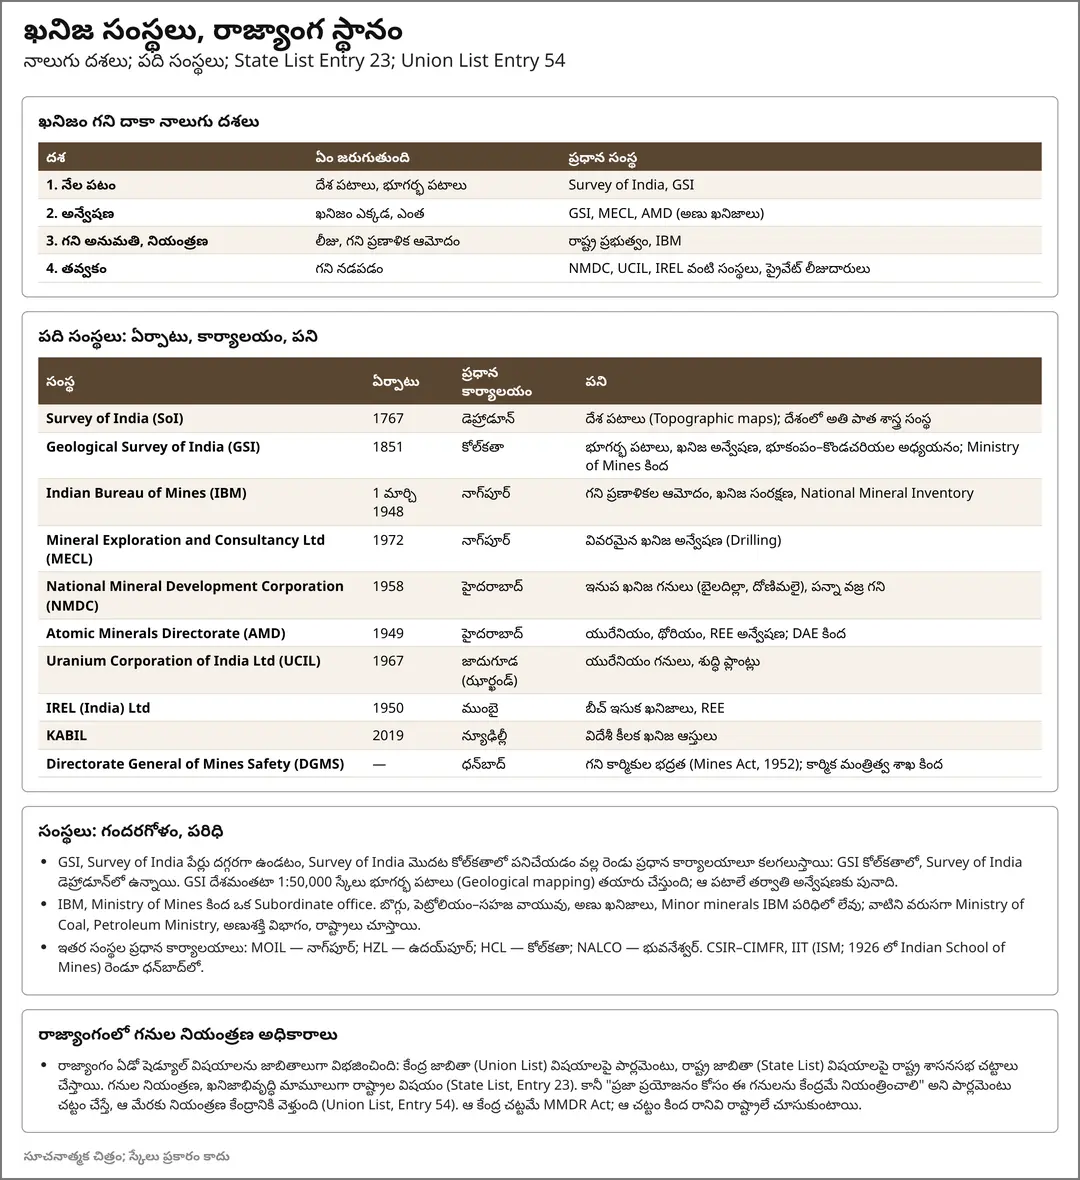 ఖనిజ సంస్థలు, రాజ్యాంగ స్థానం
నాలుగు దశలు; పది సంస్థలు; State List Entry 23; Union List Entry 54
ఖనిజం గని దాకా నాలుగు దశలు
దశ ఏం జరుగుతుంది ప్రధాన సంస్థ
1. నేల పటం దేశ పటాలు, భూగర్భ పటాలు Survey of India, GSI
2. అన్వేషణ ఖనిజం ఎక్కడ, ఎంత GSI, MECL, AMD (అణు ఖనిజాలు)
3. గని అనుమతి, నియంత్రణ లీజు, గని ప్రణాళిక ఆమోదం రాష్ట్ర ప్రభుత్వం, IBM
4. తవ్వకం గని నడపడం NMDC, UCIL, IREL వంటి సంస్థలు, ప్రైవేట్ లీజుదారులు
పది సంస్థలు: ఏర్పాటు, కార్యాలయం, పని
సంస్థ ఏర్పాటు ప్రధాన కార్యాలయం పని
Survey of India (SoI) 1767 డెహ్రాడూన్ దేశ పటాలు (Topographic maps); దేశంలో అతి పాత శాస్త్ర సంస్థ
Geological Survey of India (GSI) 1851 కోల్‌కతా భూగర్భ పటాలు, ఖనిజ అన్వేషణ, భూకంపం–కొండచరియల అధ్యయనం; Ministry
of Mines కింద
Indian Bureau of Mines (IBM) 1 మార్చి 1948 నాగ్‌పూర్ గని ప్రణాళికల ఆమోదం, ఖనిజ సంరక్షణ, National Mineral Inventory
Mineral Exploration and Consultancy Ltd (MECL) 1972 నాగ్‌పూర్ వివరమైన ఖనిజ అన్వేషణ (Drilling)
National Mineral Development Corporation (NMDC) 1958 హైదరాబాద్ ఇనుప ఖనిజ గనులు (బైలదిల్లా, దోణిమలై), పన్నా వజ్ర గని
Atomic Minerals Directorate (AMD) 1949 హైదరాబాద్ యురేనియం, థోరియం, REE అన్వేషణ; DAE కింద
Uranium Corporation of India Ltd (UCIL) 1967 జాదుగూడ (ఝార్ఖండ్) యురేనియం గనులు, శుద్ధి ప్లాంట్లు
IREL (India) Ltd 1950 ముంబై బీచ్ ఇసుక ఖనిజాలు, REE
KABIL 2019 న్యూఢిల్లీ విదేశీ కీలక ఖనిజ ఆస్తులు
Directorate General of Mines Safety (DGMS) — ధన్‌బాద్ గని కార్మికుల భద్రత (Mines Act, 1952); కార్మిక మంత్రిత్వ శాఖ కింద
సంస్థలు: గందరగోళం, పరిధి
• GSI, Survey of India పేర్లు దగ్గరగా ఉండటం, Survey of India మొదట కోల్‌కతాలో పనిచేయడం వల్ల రెండు ప్రధాన కార్యాలయాలూ కలగలుస్తాయి: GSI కోల్‌కతాలో, Survey of India
డెహ్రాడూన్‌లో ఉన్నాయి. GSI దేశమంతటా 1:50,000 స్కేలు భూగర్భ పటాలు (Geological mapping) తయారు చేస్తుంది; ఆ పటాలే తర్వాతి అన్వేషణకు పునాది.
• IBM, Ministry of Mines కింద ఒక Subordinate office. బొగ్గు, పెట్రోలియం–సహజ వాయువు, అణు ఖనిజాలు, Minor minerals IBM పరిధిలో లేవు; వాటిని వరుసగా Ministry of
Coal, Petroleum Ministry, అణుశక్తి విభాగం, రాష్ట్రాలు చూస్తాయి.
• ఇతర సంస్థల ప్రధాన కార్యాలయాలు: MOIL — నాగ్‌పూర్; HZL — ఉదయ్‌పూర్; HCL — కోల్‌కతా; NALCO — భువనేశ్వర్. CSIR–CIMFR, IIT (ISM; 1926 లో Indian School of
Mines) రెండూ ధన్‌బాద్‌లో.
రాజ్యాంగంలో గనుల నియంత్రణ అధికారాలు
• రాజ్యాంగం ఏడో షెడ్యూల్ విషయాలను జాబితాలుగా విభజించింది: కేంద్ర జాబితా (Union List) విషయాలపై పార్లమెంటు, రాష్ట్ర జాబితా (State List) విషయాలపై రాష్ట్ర శాసనసభ చట్టాలు
చేస్తాయి. గనుల నియంత్రణ, ఖనిజాభివృద్ధి మామూలుగా రాష్ట్రాల విషయం (State List, Entry 23). కానీ "ప్రజా ప్రయోజనం కోసం ఈ గనులను కేంద్రమే నియంత్రించాలి" అని పార్లమెంటు
చట్టం చేస్తే, ఆ మేరకు నియంత్రణ కేంద్రానికి వెళ్తుంది (Union List, Entry 54). ఆ కేంద్ర చట్టమే MMDR Act; ఆ చట్టం కింద రానివి రాష్ట్రాలే చూసుకుంటాయి.
సూచనాత్మక చిత్రం; స్కేలు ప్రకారం కాదు